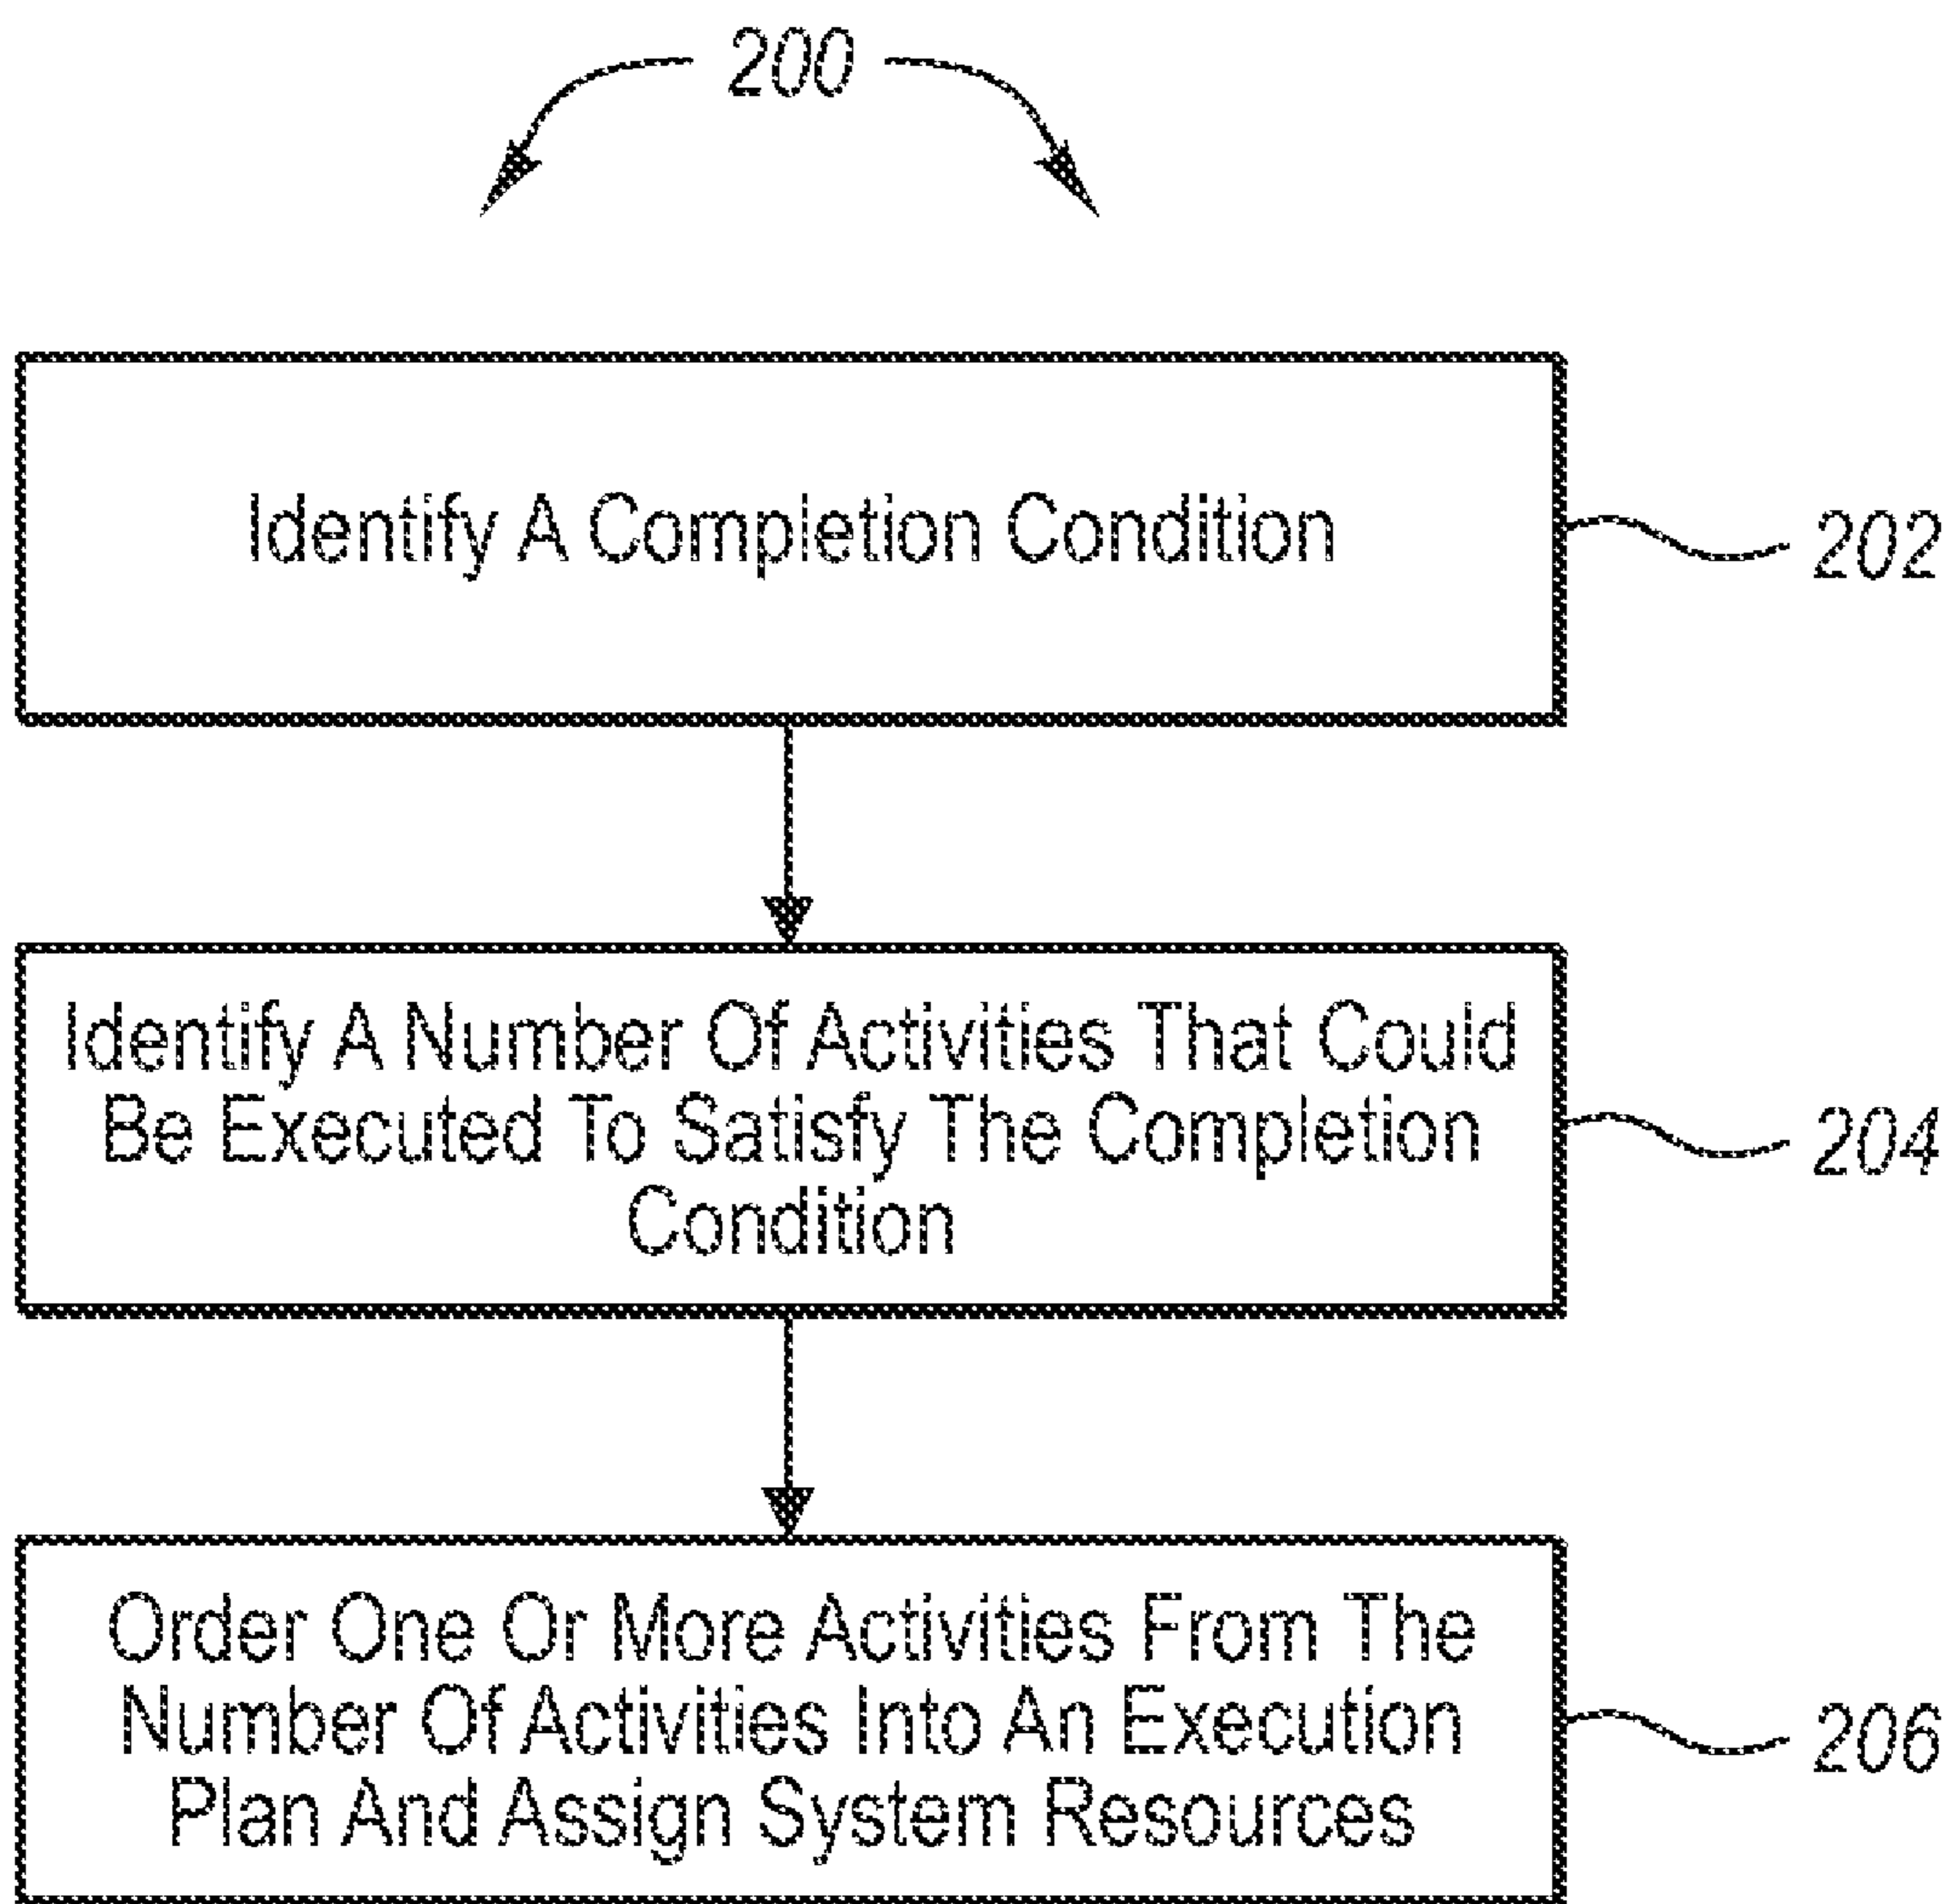 200
Identify A Completion Condition
202
Identify A Number Of Activities That Could
Be Executed To Satisfy The Completion
Condition
204
Order One Or More Activities From The
Number Of Activities Into An Execution
Plan And Assign System Resources
206